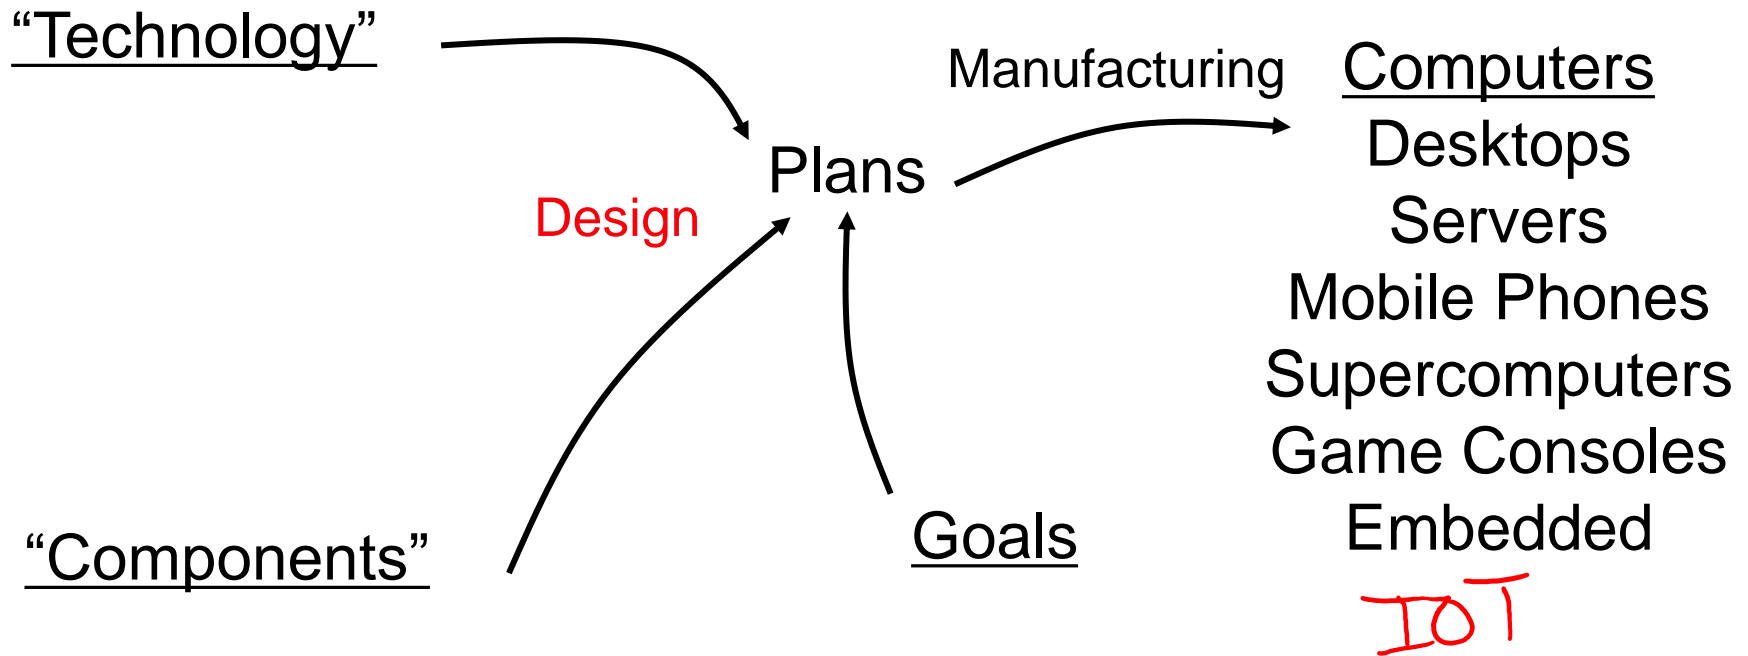 “Technology”
Manufacturing
Computers
Desktops
Plans
Design
Servers
Mobile Phones
Supercomputers
Game Consoles
Embedded
Goals
“Components”
IOT